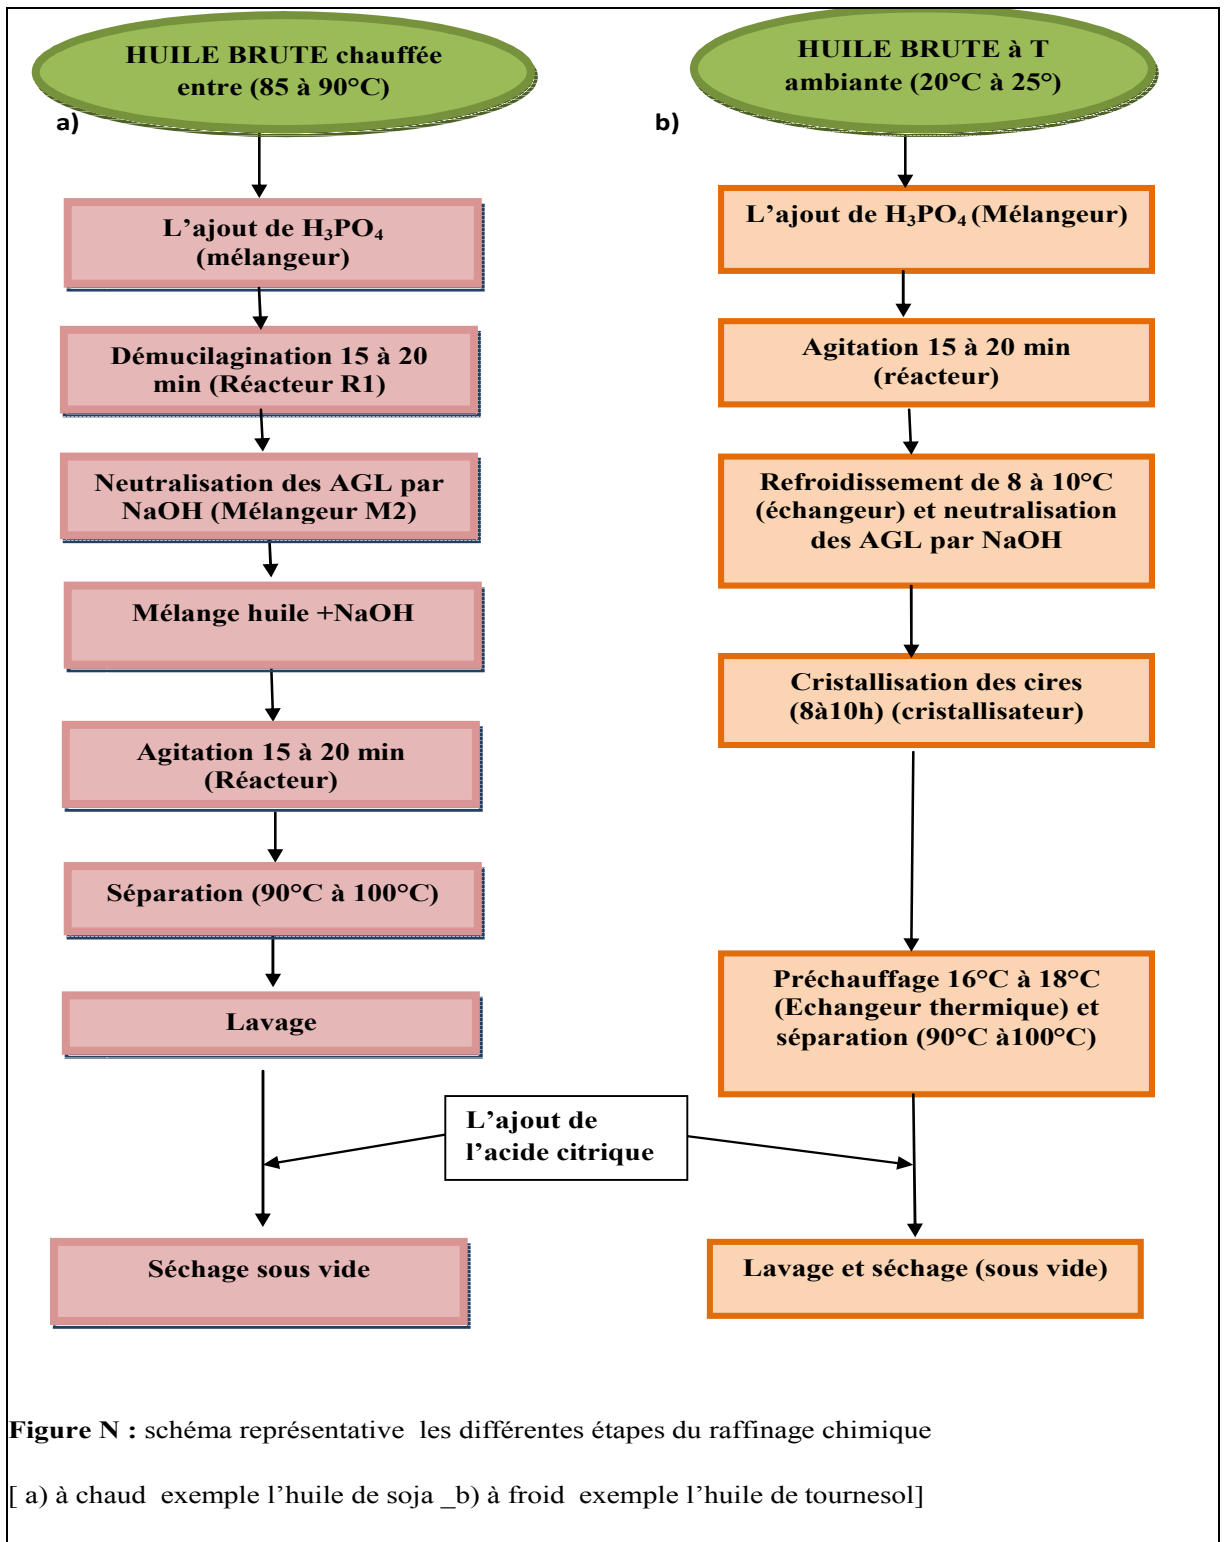 HUILE BRUTE chauffée
entre (85 à 90°C)
a)
L’ajout de H₃PO₄
(mélangeur)
Démucilagination 15 à 20
min (Réacteur R1)
Neutralisation des AGL par
NaOH (Mélangeur M2)
Mélange huile +NaOH
Agitation 15 à 20 min
(Réacteur)
Séparation (90°C à 100°C)
Lavage
Séchage sous vide
HUILE BRUTE à T
ambiante (20°C à 25°)
b)
L’ajout de H₃PO₄ (Mélangeur)
Agitation 15 à 20 min
(réacteur)
Refroidissement de 8 à 10°C
(échangeur) et neutralisation
des AGL par NaOH
Cristallisation des cires
(8à10h) (cristallisateur)
Préchauffage 16°C à 18°C
(Echangeur thermique) et
séparation (90°C à100°C)
L’ajout de
l’acide citrique
Lavage et séchage (sous vide)
Figure N : schéma représentative les différentes étapes du raffinage chimique
[ a) à chaud exemple l’huile de soja _b) à froid exemple l’huile de tournesol]